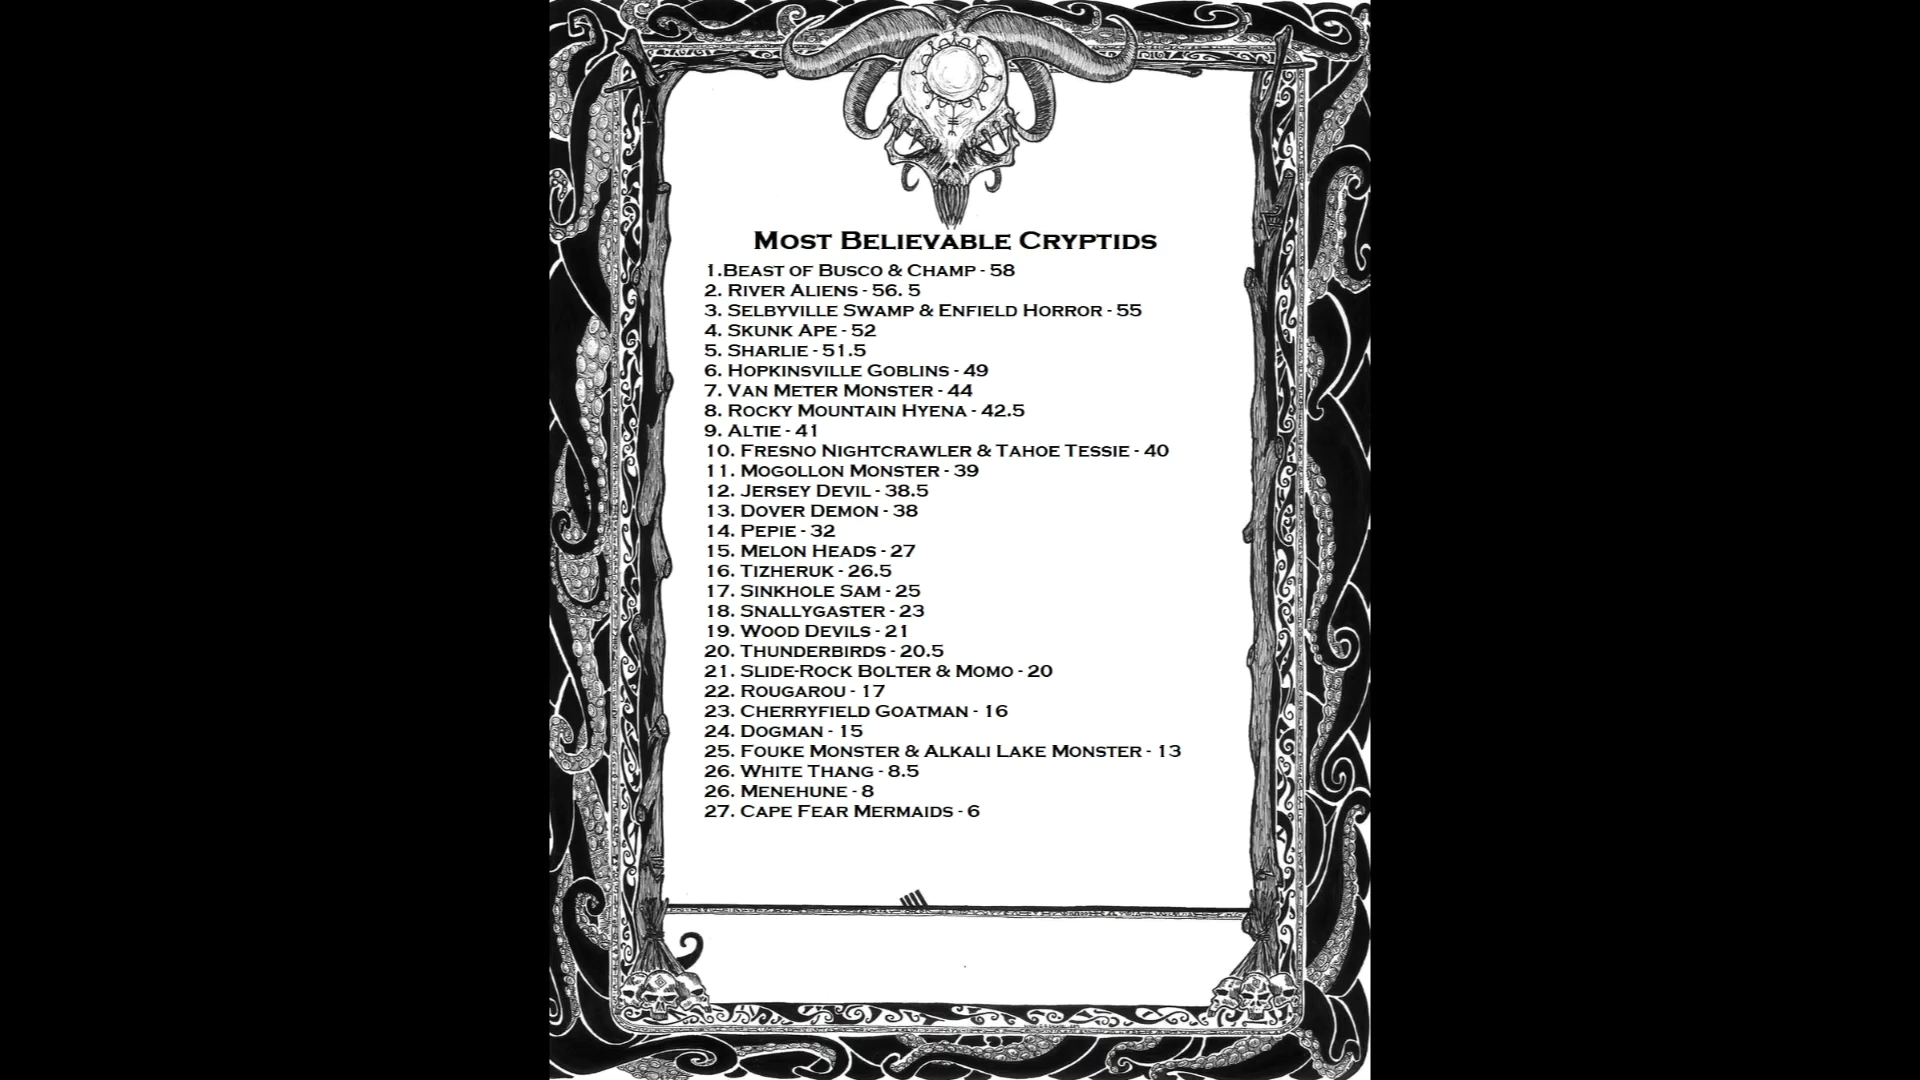 Most Believable Cryptids
1.Beast of Busco & Champ - 58
2. River Aliens - 56. 5
3. Selbyville Swamp & Enfield Horror - 55
4. Skunk Ape - 52
5. Sharlie - 51.5
6. Hopkinsville Goblins - 49
7. Van Meter Monster - 44
8. Rocky Mountain Hyena - 42.5
9. Altie - 41
10. Fresno Nightcrawler & Tahoe Tessie - 40
11. Mogollon Monster - 39
12. Jersey Devil - 38.5
13. Dover Demon - 38
14. Pepie - 32
15. Melon Heads - 27
16. Tizheruk - 26.5
17. Sinkhole Sam - 25
18. Snallygaster - 23
19. Wood Devils - 21
20. Thunderbirds - 20.5
21. Slide-Rock Bolter & Momo - 20
22. Rougarou - 17
23. Cherryfield Goatman - 16
24. Dogman - 15
25. Fouke Monster & Alkali Lake Monster - 13
26. White Thang - 8.5
26. Menehune - 8
27. Cape Fear Mermaids - 6